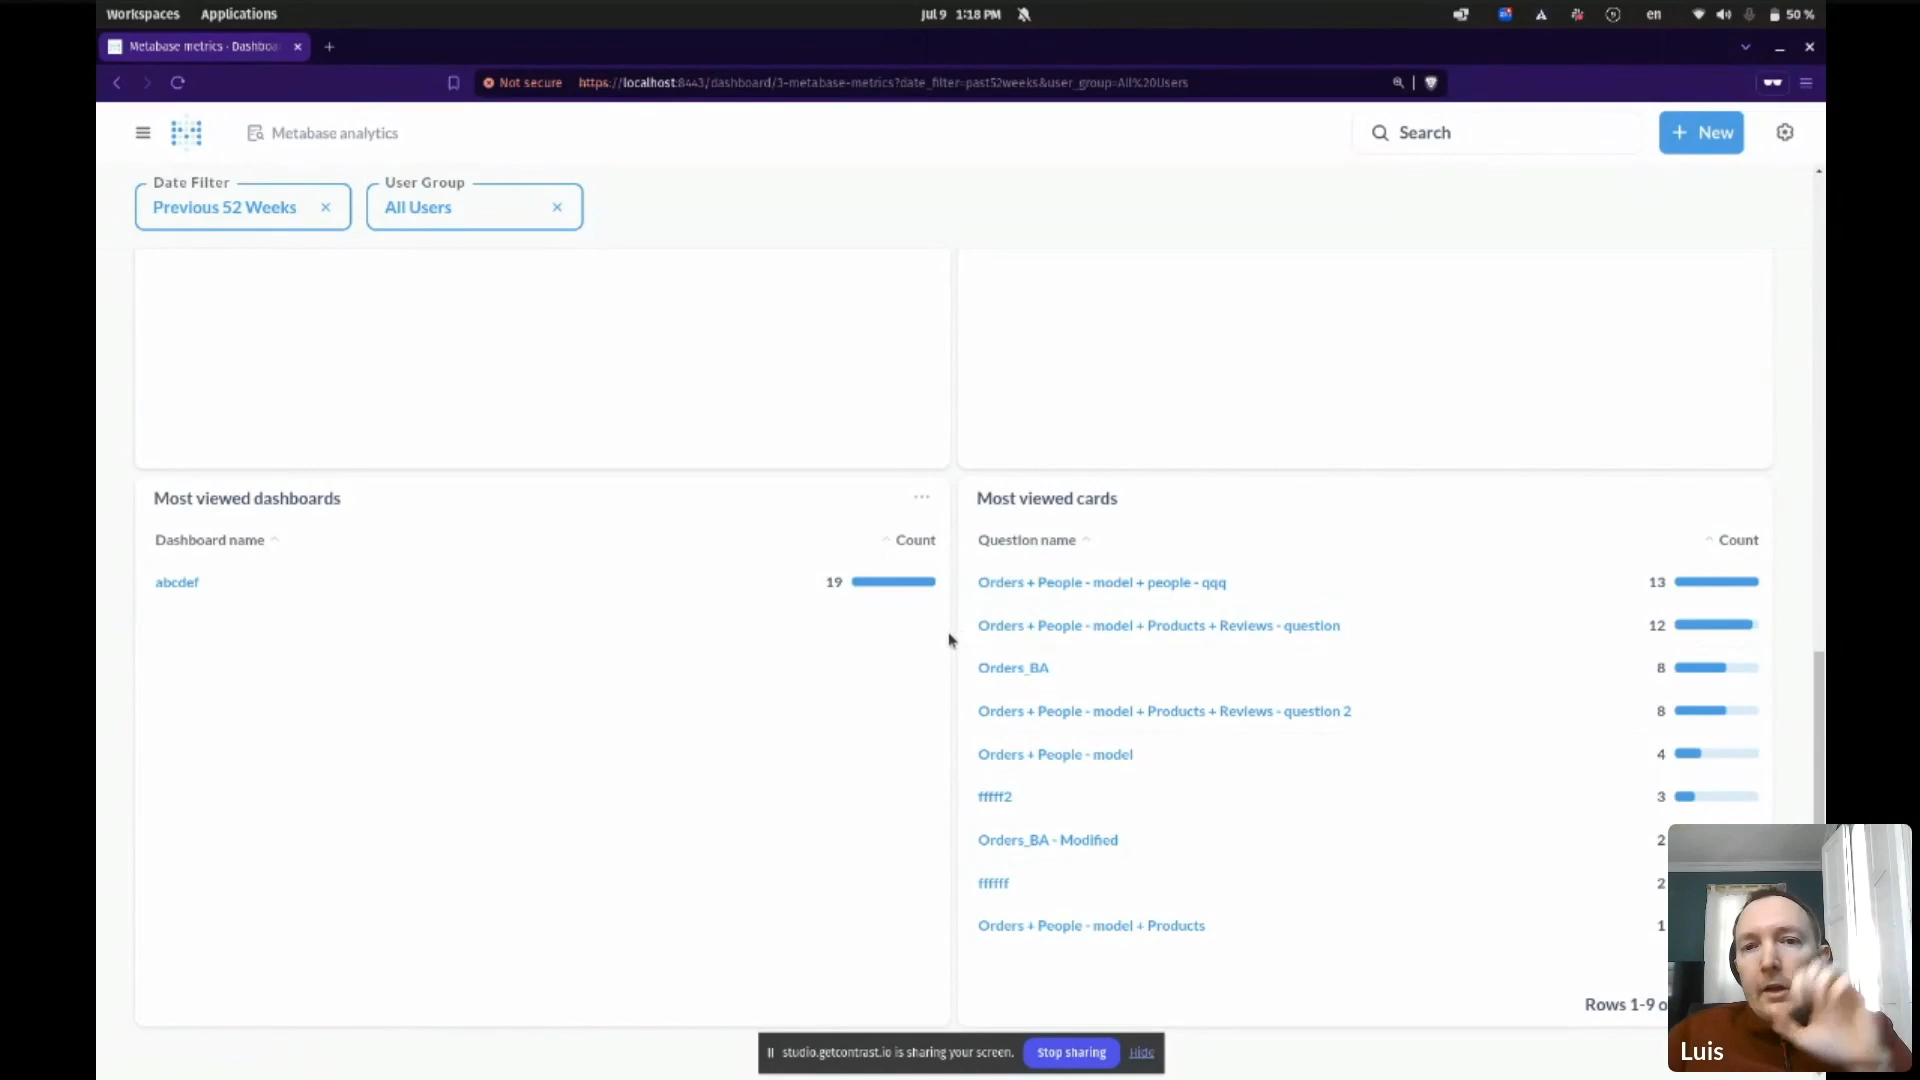 Workspaces Applications
Jul 9 1:18 PM
en
50 %
Metabase metrics · Dashboa
Not secure https://localhost:8443/dashboard/3-metabase-metrics?date_filter=past52weeks&user_group=All%20Users
Metabase analytics
Search
+ New
Date Filter
Previous 52 Weeks
User Group
All Users
Most viewed dashboards
Dashboard name
Count
abcdef
19
Most viewed cards
Question name
Count
Orders + People - model + people - qqq
13
Orders + People - model + Products + Reviews - question
12
Orders_BA
8
Orders + People - model + Products + Reviews - question 2
8
Orders + People - model
4
fffff2
3
Orders_BA - Modified
2
ffffff
2
Orders + People - model + Products
1
Rows 1-9 o
studio.getcontrast.io is sharing your screen.
Stop sharing
Hide
Luis